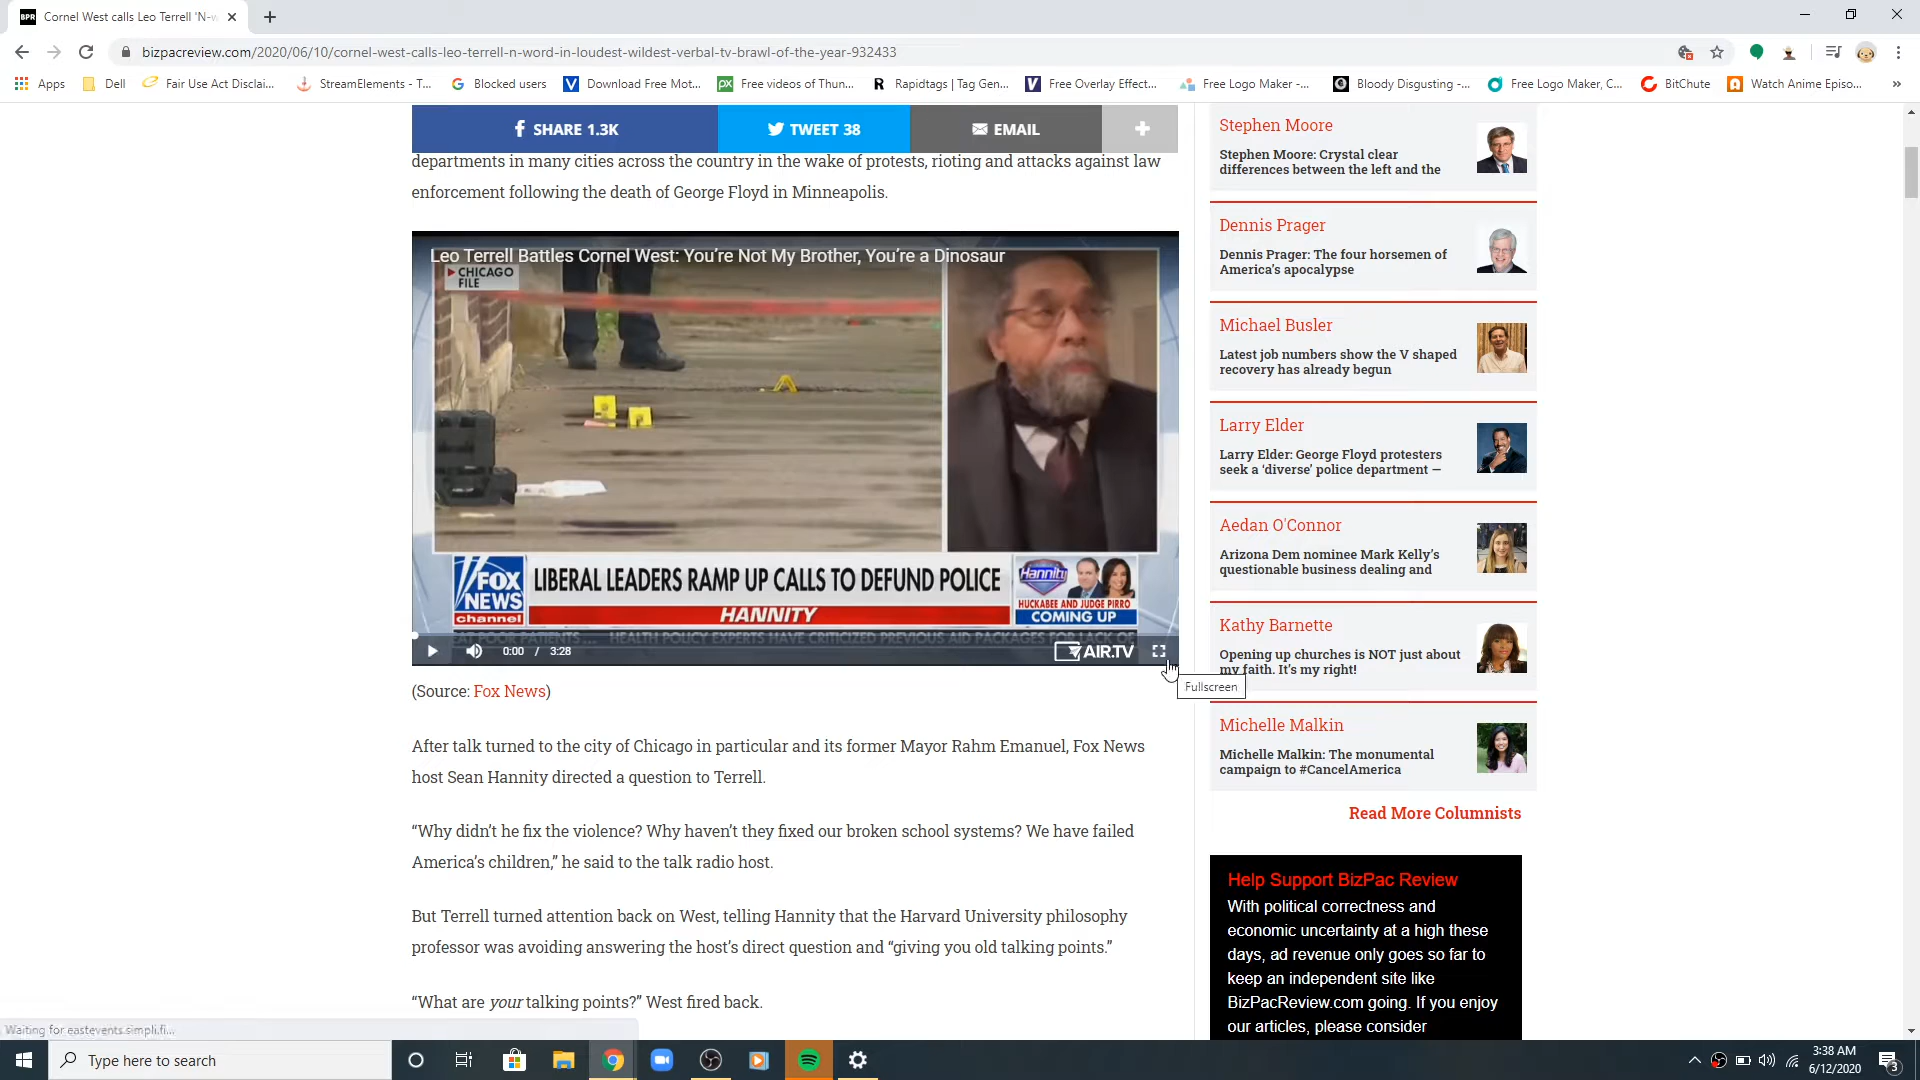 BPR Cornel West calls Leo Terrell 'N-w
bizpacreview.com/2020/06/10/cornel-west-calls-leo-terrell-n-word-in-loudest-wildest-verbal-tv-brawl-of-the-year-932433
Apps Dell Fair Use Act Disclai... StreamElements - T... Blocked users Download Free Mot... Free videos of Thun... Rapidtags | Tag Gen... Free Overlay Effect... Free Logo Maker -... Bloody Disgusting -... Free Logo Maker, C... BitChute Watch Anime Episo... »
SHARE 1.3K TWEET 38 EMAIL +
departments in many cities across the country in the wake of protests, rioting and attacks against law
enforcement following the death of George Floyd in Minneapolis.
Leo Terrell Battles Cornel West: You're Not My Brother, You're a Dinosaur
CHICAGO
FILE
FOX
NEWS
channel
LIBERAL LEADERS RAMP UP CALLS TO DEFUND POLICE
HANNITY
Hannity
HUCKABEE AND JUDGE PIRRO
COMING UP
AT POOR PATIENTS... HEALTH POLICY EXPERTS HAVE CRITICIZED PREVIOUS AID PACKAGES FOR LACK OF
0:00 / 3:28
AIR.TV
Fullscreen
(Source: Fox News)
After talk turned to the city of Chicago in particular and its former Mayor Rahm Emanuel, Fox News
host Sean Hannity directed a question to Terrell.
“Why didn’t he fix the violence? Why haven’t they fixed our broken school systems? We have failed
America’s children,” he said to the talk radio host.
But Terrell turned attention back on West, telling Hannity that the Harvard University philosophy
professor was avoiding answering the host’s direct question and “giving you old talking points.”
“What are your talking points?” West fired back.
Stephen Moore
Stephen Moore: Crystal clear
differences between the left and the
Dennis Prager
Dennis Prager: The four horsemen of
America’s apocalypse
Michael Busler
Latest job numbers show the V shaped
recovery has already begun
Larry Elder
Larry Elder: George Floyd protesters
seek a ‘diverse’ police department —
Aedan O'Connor
Arizona Dem nominee Mark Kelly’s
questionable business dealing and
Kathy Barnette
Opening up churches is NOT just about
my faith. It’s my right!
Michelle Malkin
Michelle Malkin: The monumental
campaign to #CancelAmerica
Read More Columnists
Help Support BizPac Review
With political correctness and
economic uncertainty at a high these
days, ad revenue only goes so far to
keep an independent site like
BizPacReview.com going. If you enjoy
our articles, please consider
Waiting for eastevents.simpli.fi...
Type here to search
3:38 AM
6/12/2020
3